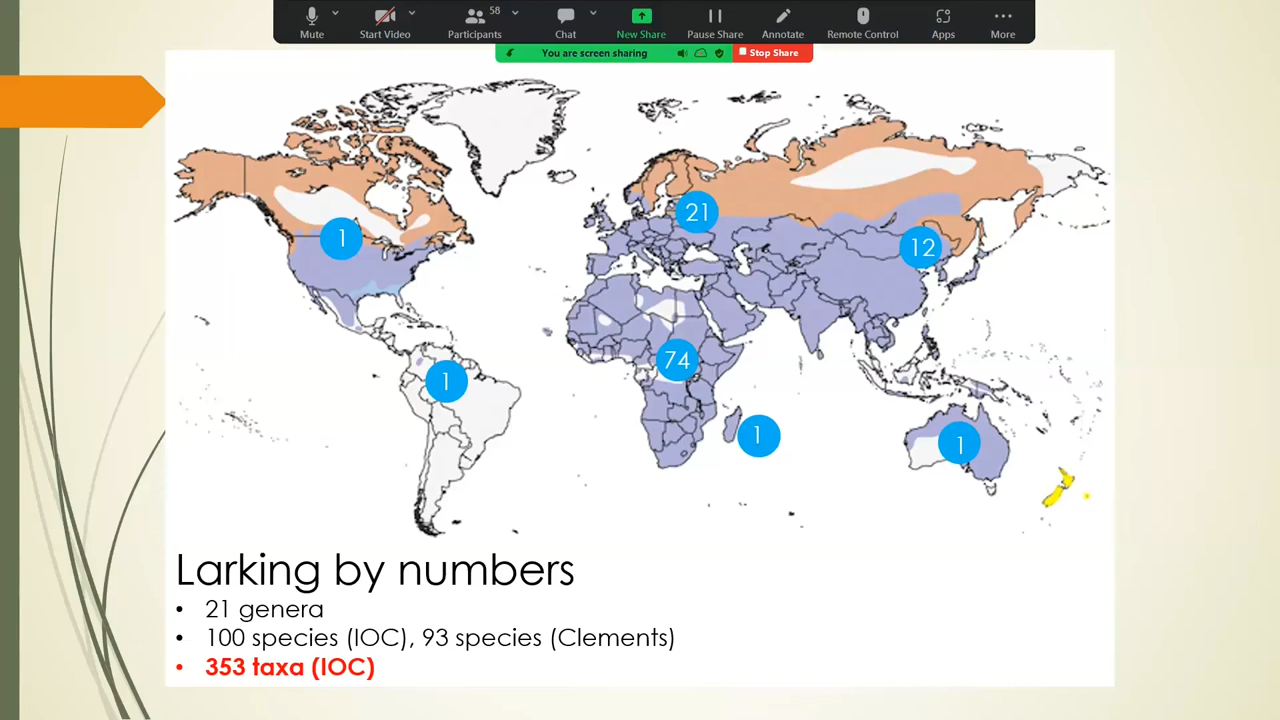 58
Mute
Start Video
Participants
Chat
New Share
Pause Share
Annotate
Remote Control
Apps
More
You are screen sharing
Stop Share
21
1
12
74
1
1
1
Larking by numbers
• 21 genera
• 100 species (IOC), 93 species (Clements)
• 353 taxa (IOC)